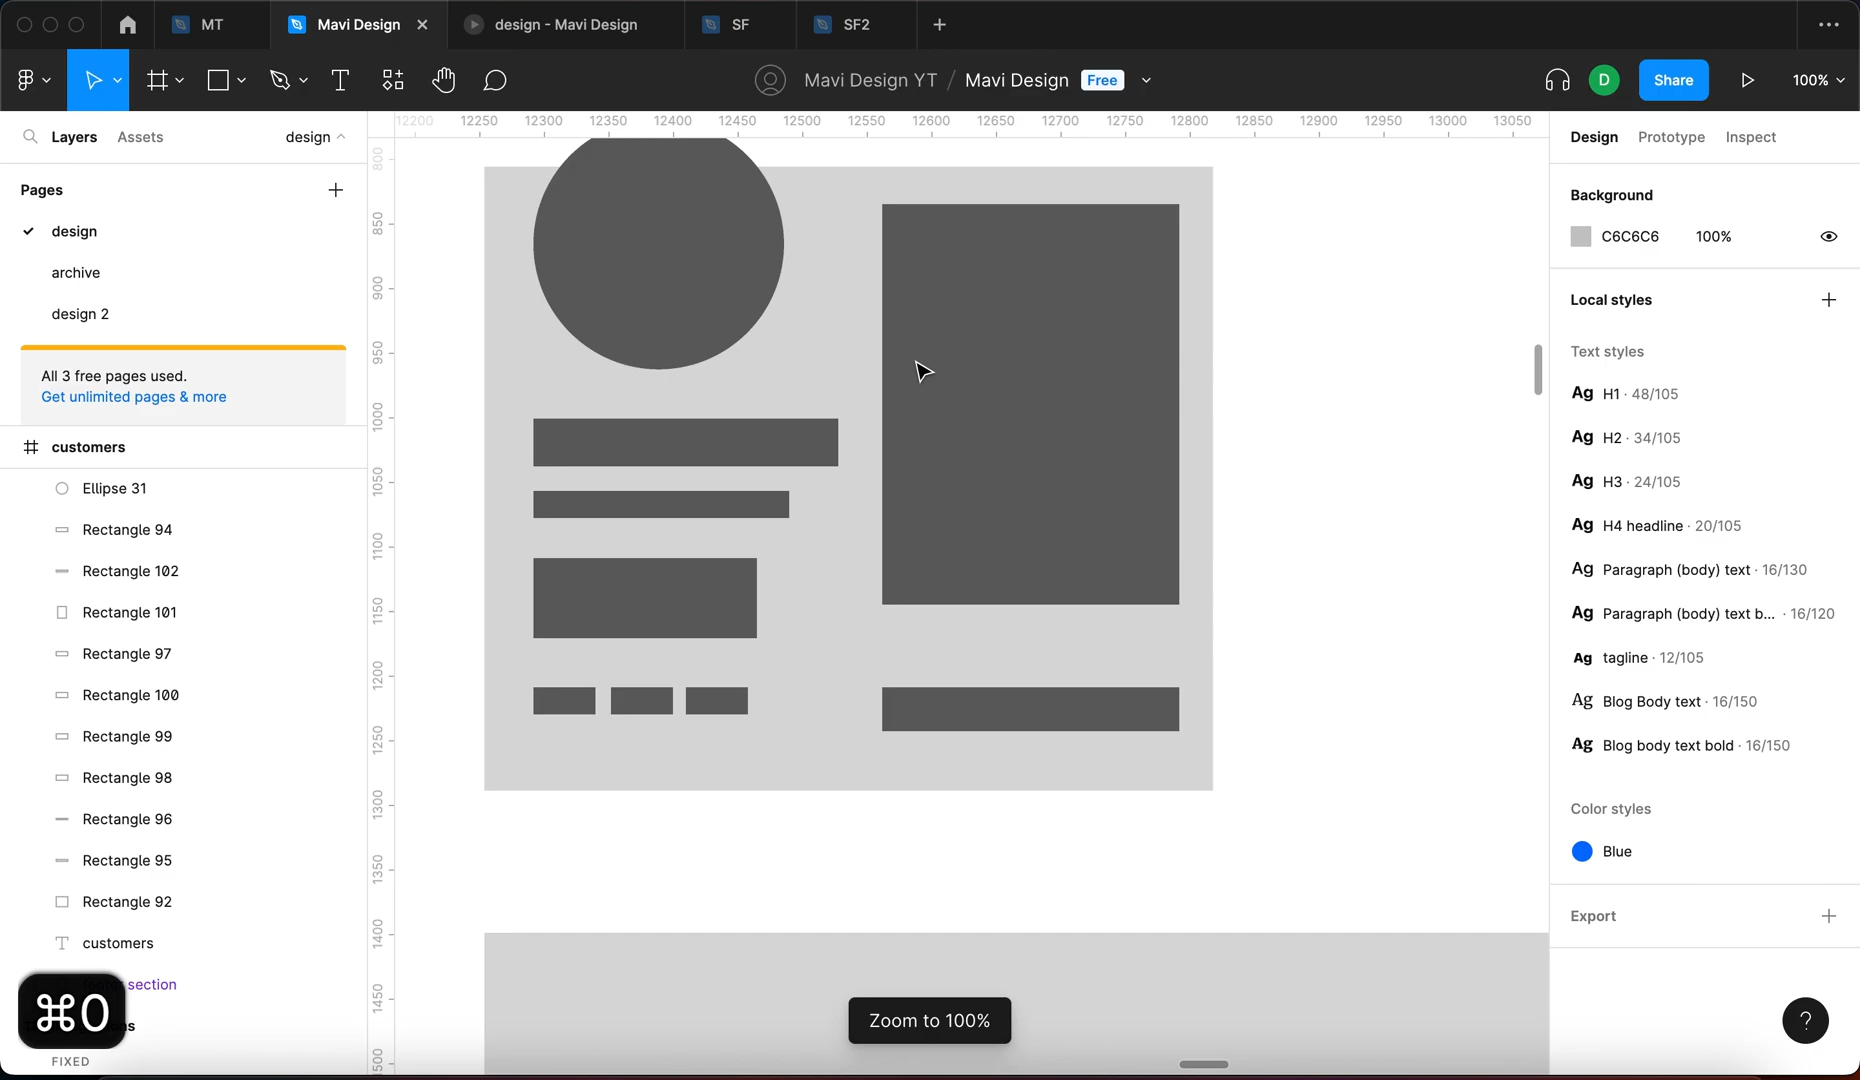 MT
Mavi Design
design - Mavi Design
SF
SF2
Mavi Design YT / Mavi Design Free
D
Share
100%
Layers
Assets
design
Pages
design
archive
design 2
All 3 free pages used.
Get unlimited pages & more
customers
Ellipse 31
Rectangle 94
Rectangle 102
Rectangle 101
Rectangle 97
Rectangle 100
Rectangle 99
Rectangle 98
Rectangle 96
Rectangle 95
Rectangle 92
customers
section
⌘0
FIXED
12200 12250 12300 12350 12400 12450 12500 12550 12600 12650 12700 12750 12800 12850 12900 12950 13000 13050
800
850
900
950
1000
1050
1100
1150
1200
1250
1300
1350
1400
1450
Zoom to 100%
Design
Prototype
Inspect
Background
C6C6C6 100%
Local styles
Text styles
Ag H1 · 48/105
Ag H2 · 34/105
Ag H3 · 24/105
Ag H4 headline · 20/105
Ag Paragraph (body) text · 16/130
Ag Paragraph (body) text b... · 16/120
Ag tagline · 12/105
Ag Blog Body text · 16/150
Ag Blog body text bold · 16/150
Color styles
Blue
Export
?